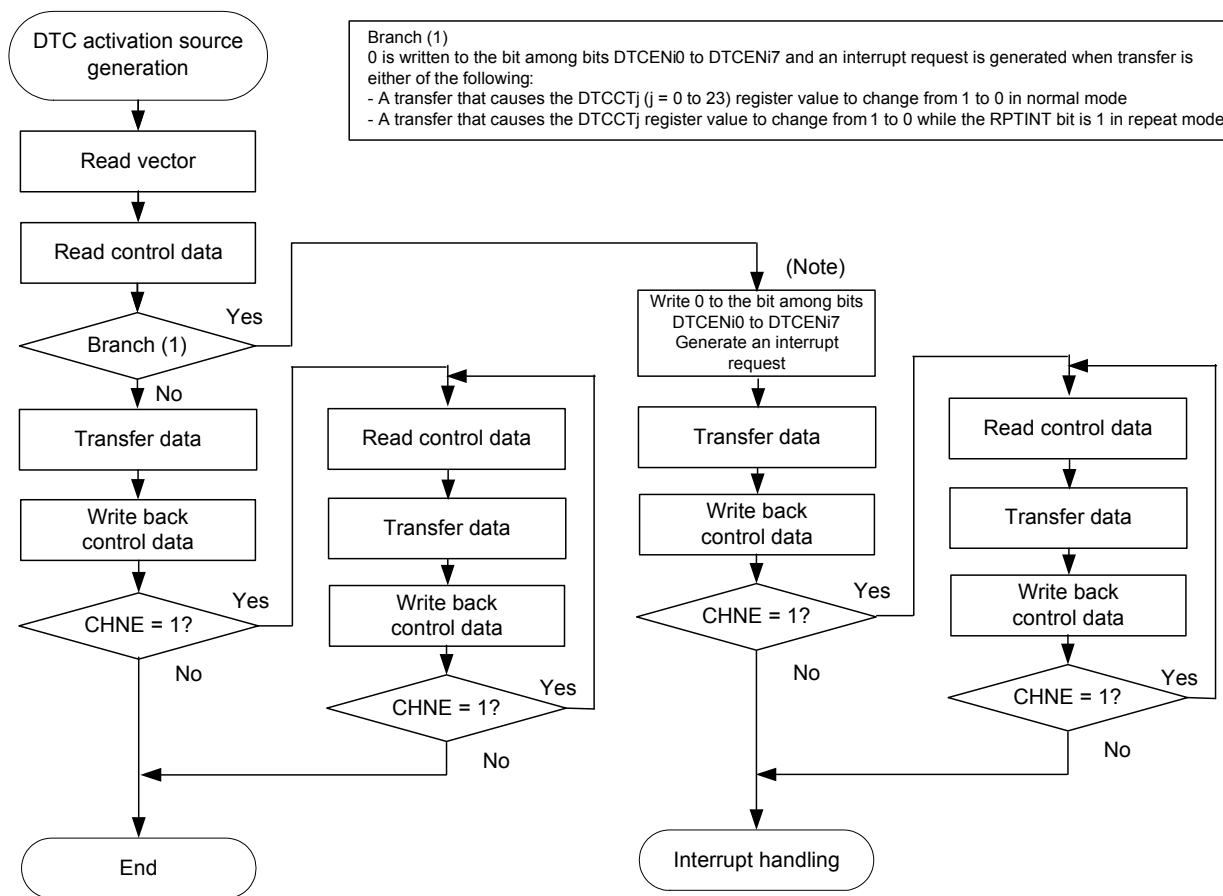 DTC activation source
generation
Branch (1)
0 is written to the bit among bits DTCENi0 to DTCENi7 and an interrupt request is generated when transfer is
either of the following:
- A transfer that causes the DTCCTj (j = 0 to 23) register value to change from 1 to 0 in normal mode
- A transfer that causes the DTCCTj register value to change from 1 to 0 while the RPTINT bit is 1 in repeat mode
Read vector
Read control data
Branch (1)
Yes
No
Transfer data
Write back
control data
CHNE = 1?
Yes
No
Read control data
Transfer data
Write back
control data
CHNE = 1?
Yes
No
End
(Note)
Write 0 to the bit among bits
DTCENi0 to DTCENi7
Generate an interrupt
request
Transfer data
Write back
control data
CHNE = 1?
Yes
No
Read control data
Transfer data
Write back
control data
CHNE = 1?
Yes
No
Interrupt handling